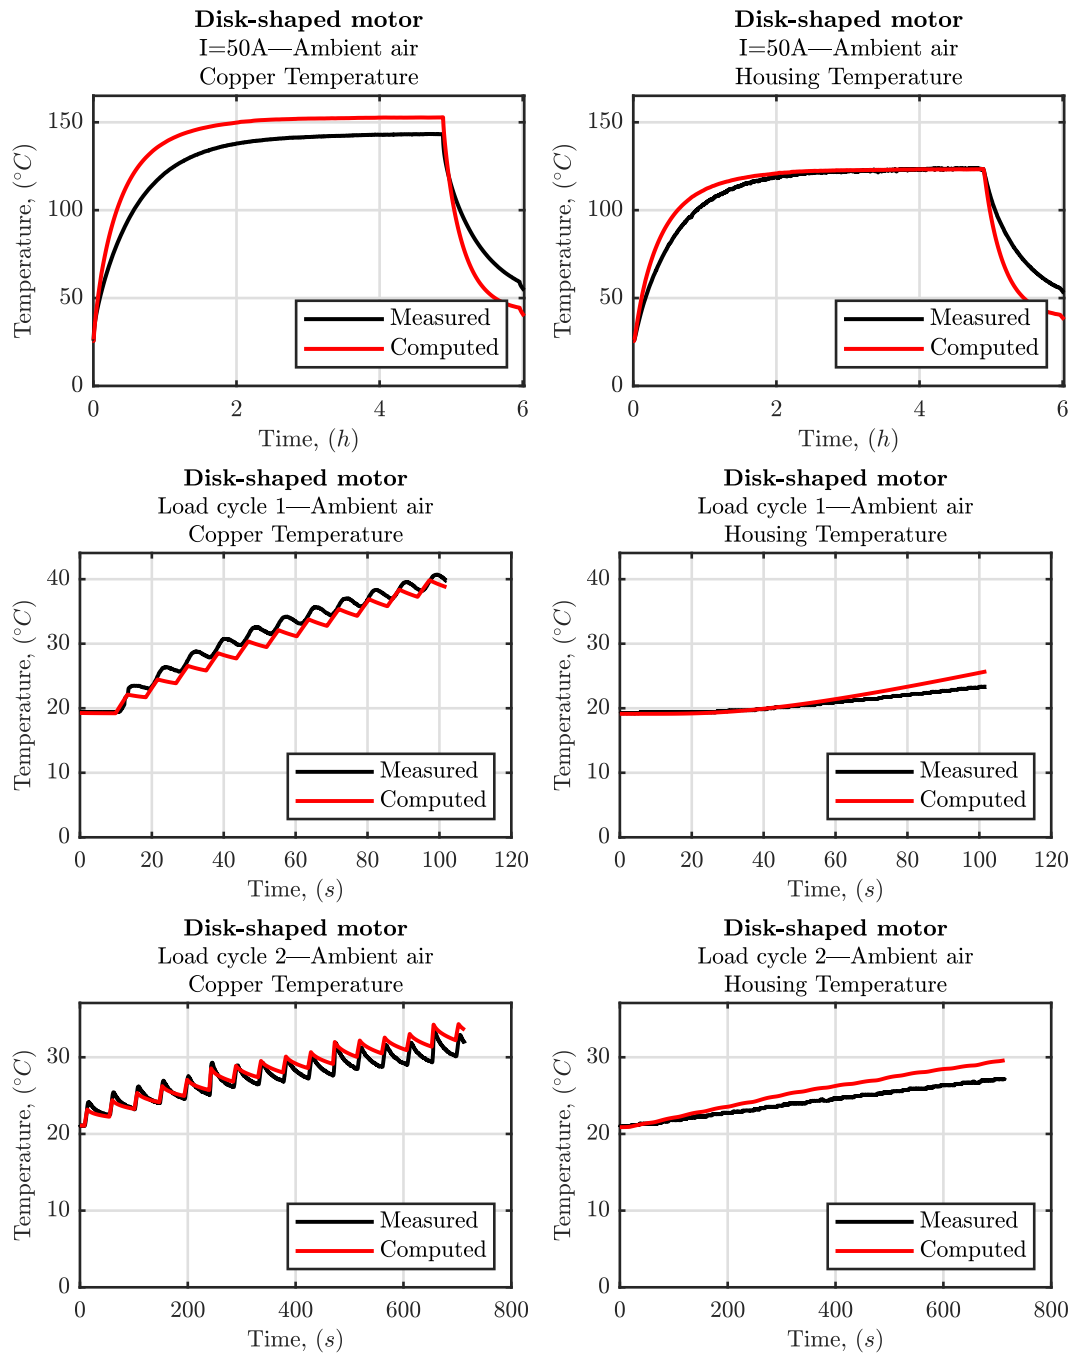 Disk-shaped motor
I=50A—Ambient air
Copper Temperature
150
100
50
0
Temperature, (°C)
0 2 4 6
Time, (h)
Measured
Computed
Disk-shaped motor
I=50A—Ambient air
Housing Temperature
150
100
50
0
Temperature, (°C)
0 2 4 6
Time, (h)
Measured
Computed
Disk-shaped motor
Load cycle 1—Ambient air
Copper Temperature
40
30
20
10
0
Temperature, (°C)
0 20 40 60 80 100 120
Time, (s)
Measured
Computed
Disk-shaped motor
Load cycle 1—Ambient air
Housing Temperature
40
30
20
10
0
Temperature, (°C)
0 20 40 60 80 100 120
Time, (s)
Measured
Computed
Disk-shaped motor
Load cycle 2—Ambient air
Copper Temperature
30
20
10
0
Temperature, (°C)
0 200 400 600 800
Time, (s)
Measured
Computed
Disk-shaped motor
Load cycle 2—Ambient air
Housing Temperature
30
20
10
0
Temperature, (°C)
0 200 400 600 800
Time, (s)
Measured
Computed